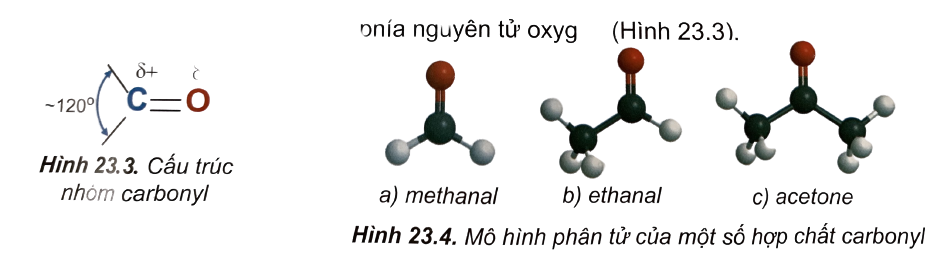 nguyên tử oxyg (Hình 23.3).
δ+
~120° C O
Hình 23.3. Cấu trúc
nhóm carbonyl
a) methanal b) ethanal c) acetone
Hình 23.4. Mô hình phân tử của một số hợp chất carbonyl